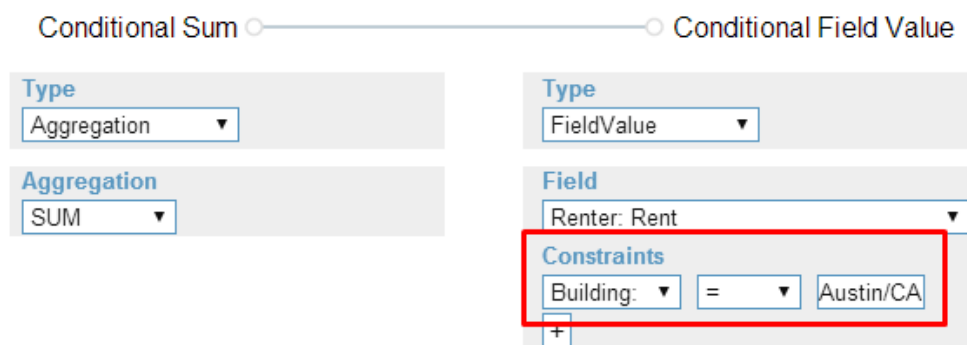 Conditional Sum
Conditional Field Value
Type
Aggregation
Type
FieldValue
Aggregation
SUM
Field
Renter: Rent
Constraints
Building: = Austin/CA
+